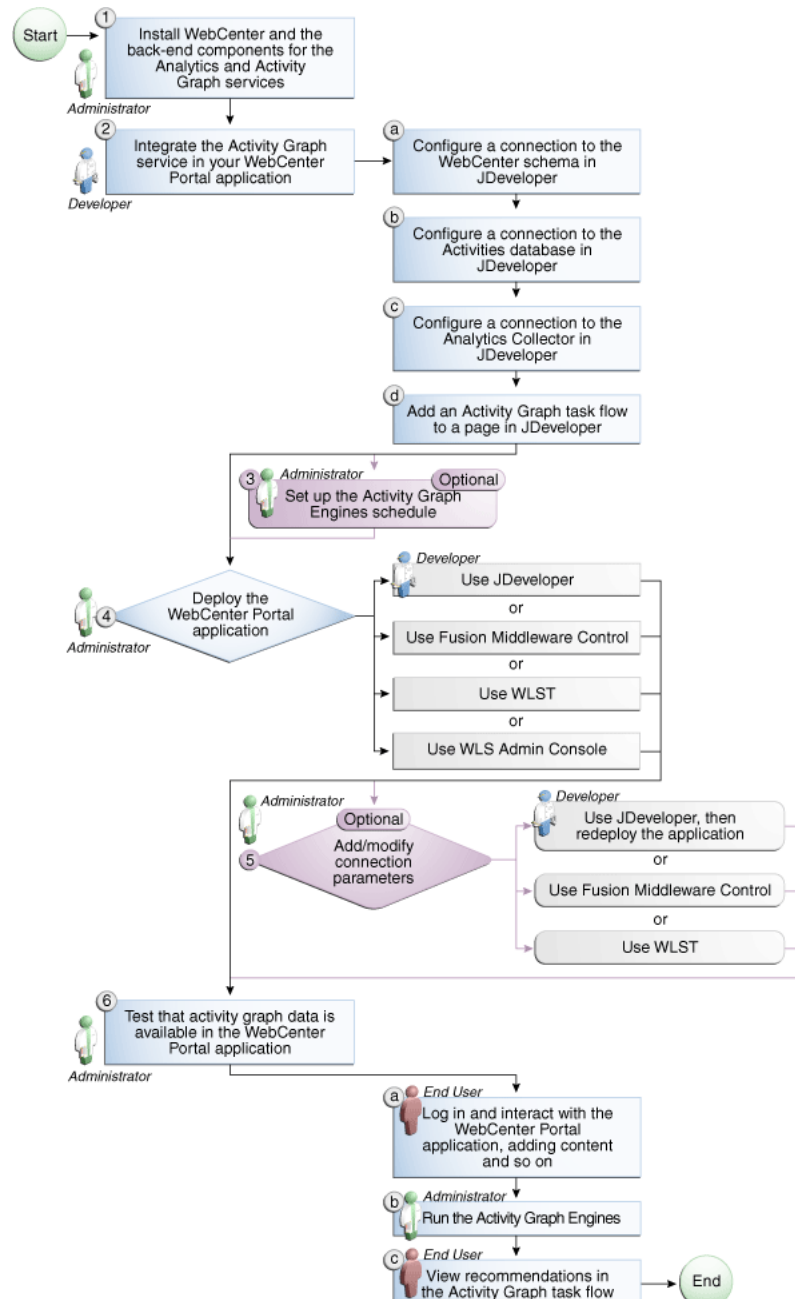 Start
1
Install WebCenter and the
back-end components for the
Analytics and Activity
Graph services
Administrator
2
Integrate the Activity Graph
service in your WebCenter
Portal application
Developer
a
Configure a connection to the
WebCenter schema in
JDeveloper
b
Configure a connection to the
Activities database in
JDeveloper
c
Configure a connection to the
Analytics Collector in
JDeveloper
d
Add an Activity Graph task flow
to a page in JDeveloper
3
Administrator
Optional
Set up the Activity Graph
Engines schedule
4
Deploy the
WebCenter Portal
application
Administrator
Developer
Use JDeveloper
or
Use Fusion Middleware Control
or
Use WLST
or
Use WLS Admin Console
Administrator
Optional
5
Add/modify
connection
parameters
Developer
Use JDeveloper, then
redeploy the application
or
Use Fusion Middleware Control
or
Use WLST
6
Test that activity graph data is
available in the WebCenter
Portal application
Administrator
a
End User
Log in and interact with the
WebCenter Portal
application, adding content
and so on
b
Administrator
Run the Activity Graph Engines
c
End User
View recommendations in
the Activity Graph task flow
End